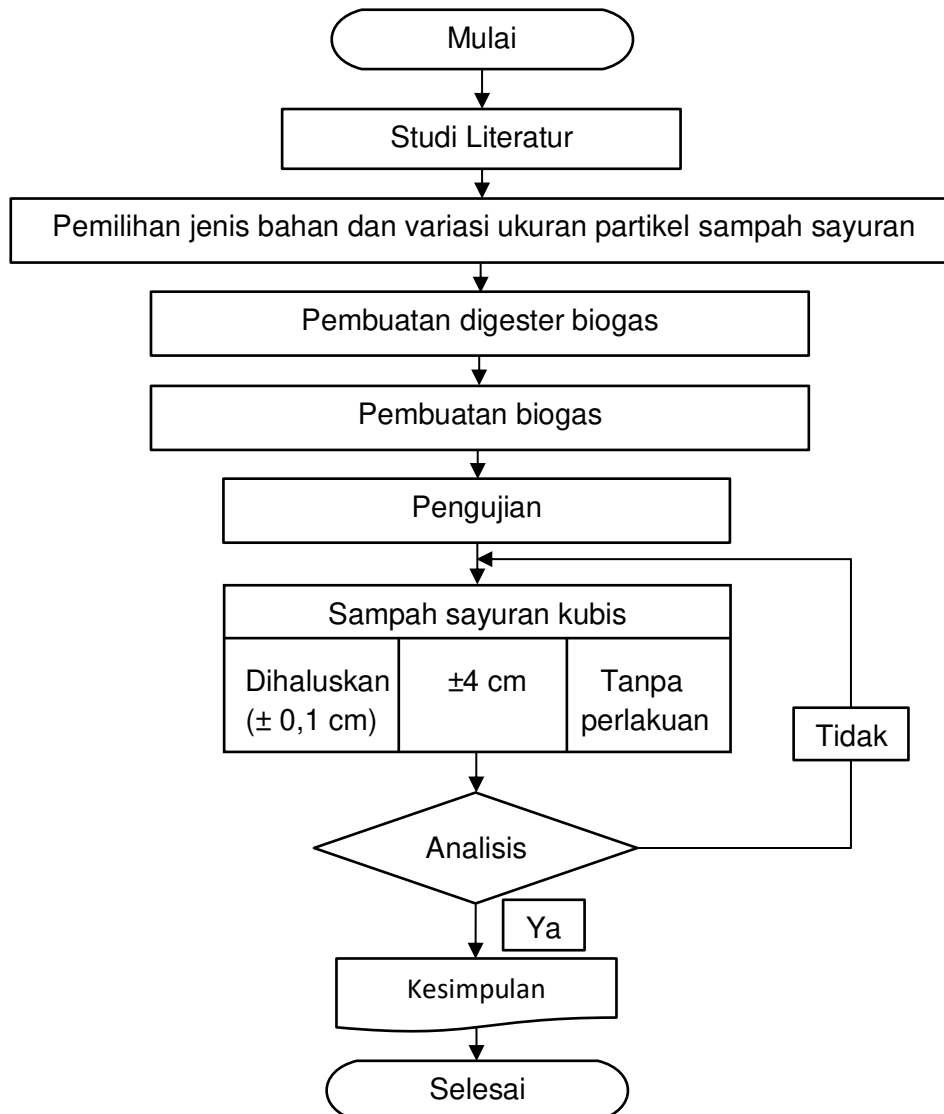 Mulai
Studi Literatur
Pemilihan jenis bahan dan variasi ukuran partikel sampah sayuran
Pembuatan digester biogas
Pembuatan biogas
Pengujian
Sampah sayuran kubis
Dihaluskan
(± 0,1 cm)
±4 cm
Tanpa
perlakuan
Tidak
Analisis
Ya
Kesimpulan
Selesai